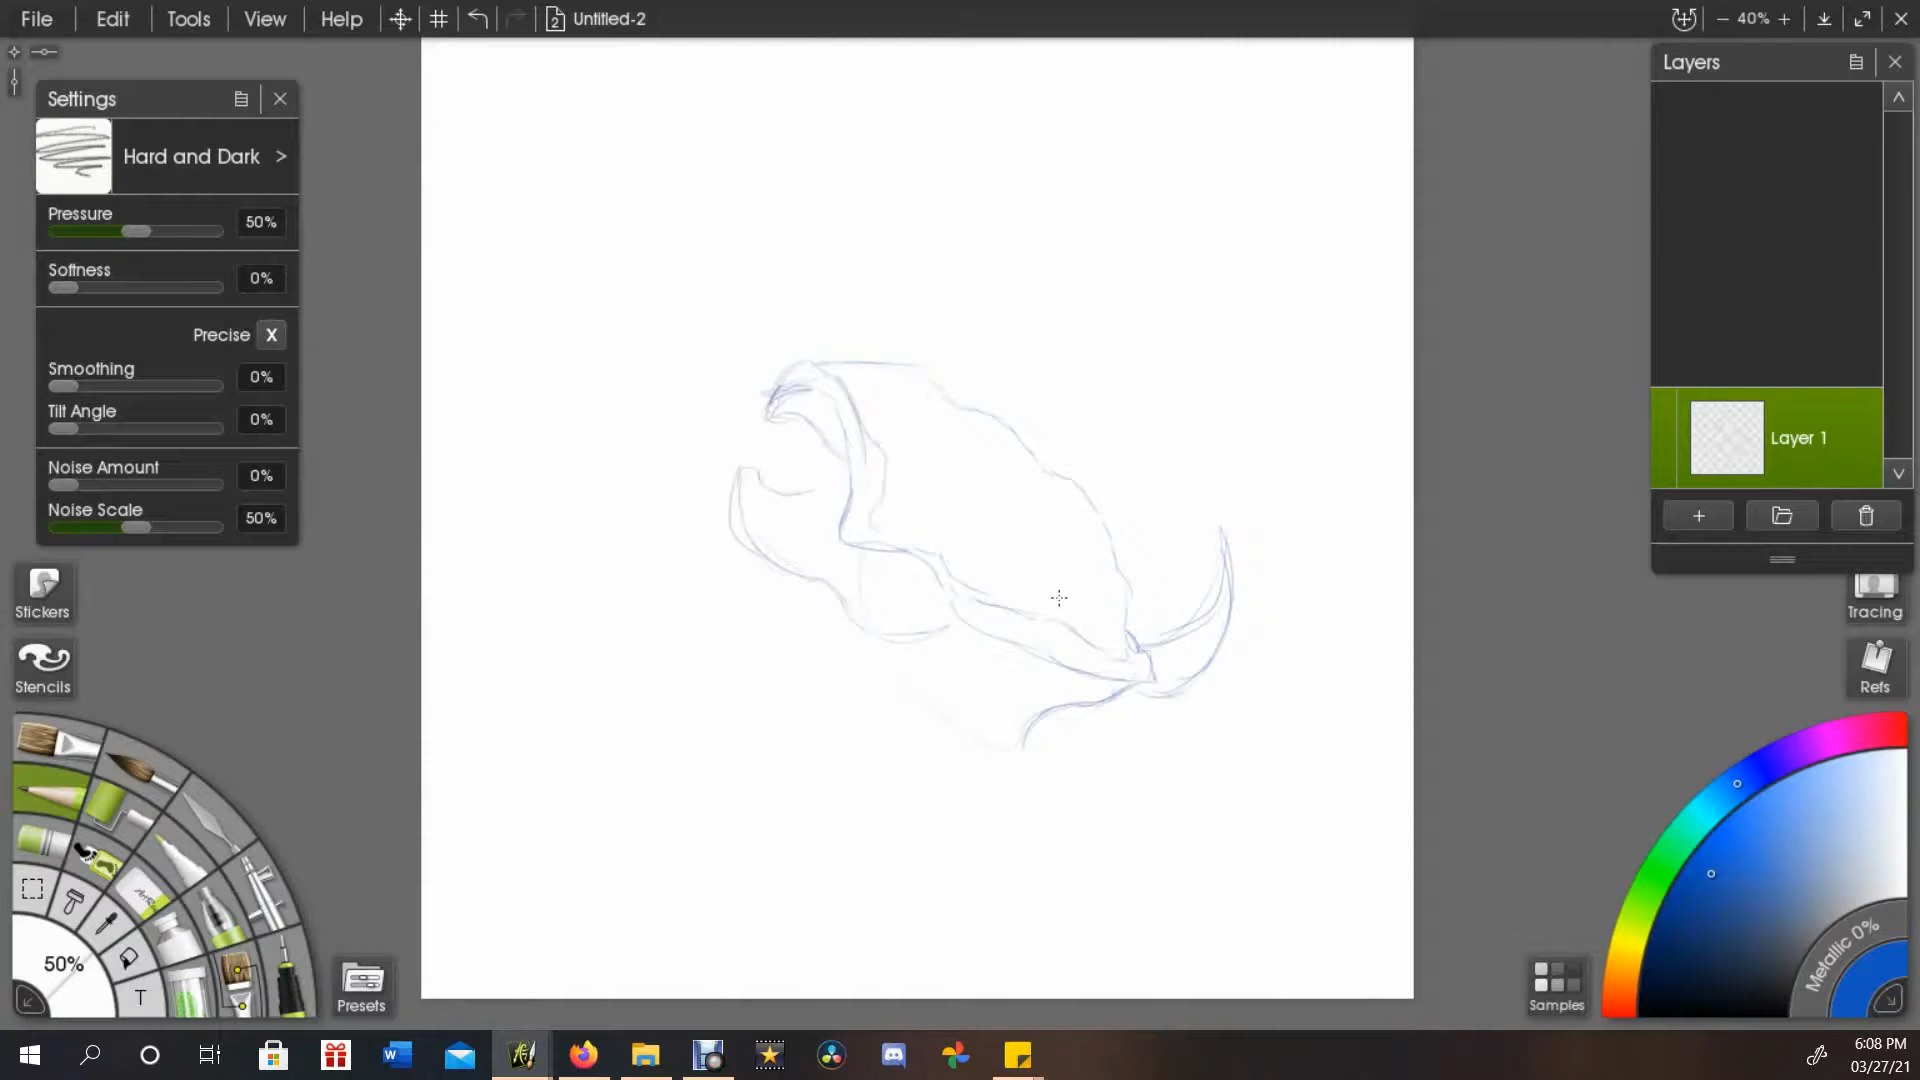 File Edit Tools View Help 2 Untitled-2 40%
Settings
Hard and Dark >
Pressure 50%
Softness 0%
Precise X
Smoothing 0%
Tilt Angle 0%
Noise Amount 0%
Noise Scale 50%
Stickers
Stencils
50%
T
Presets
Layers
Layer 1
Tracing
Refs
Metallic 0%
Samples
6:08 PM
03/27/21